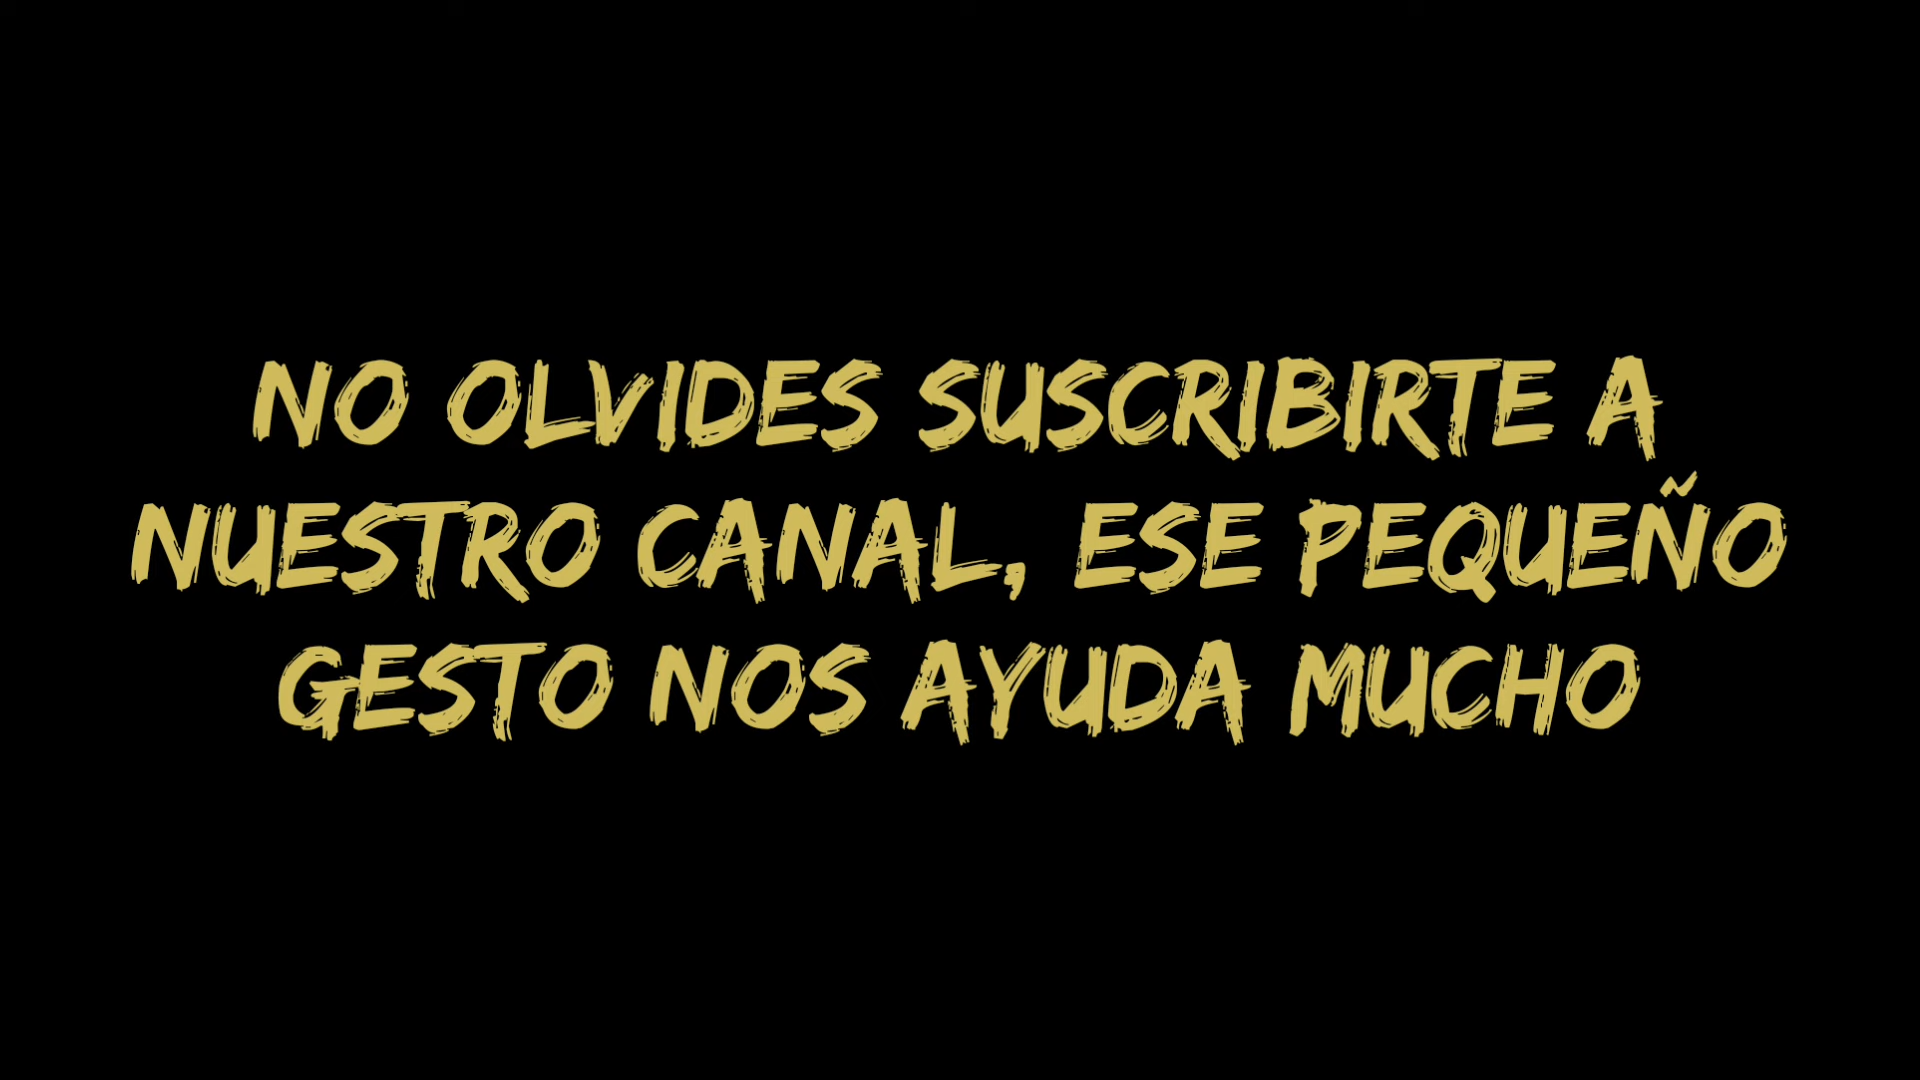 NO OLVIDES SUSCRIBIRTE A
NUESTRO CANAL, ESE PEQUEÑO
GESTO NOS AYUDA MUCHO